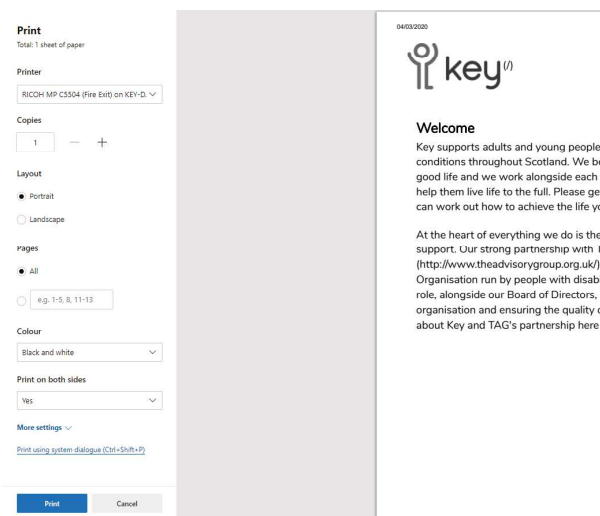 Print
Total: 1 sheet of paper
Printer
RICOH MP C5504 (Fire Exit) on KEY-D.
Copies
1
Layout
Portrait
Landscape
Pages
All
e.g. 1-5, 8, 11-13
Colour
Black and white
Print on both sides
Yes
More settings
Print using system dialogue (Ctrl+Shift+P)
Print
Cancel
04/03/2020
key(/)
Welcome
Key supports adults and young people
conditions throughout Scotland. We be
good life and we work alongside each
help them live life to the full. Please ge
can work out how to achieve the life yo
At the heart of everything we do is the
support. Our strong partnership with T
(http://www.theadvisorygroup.org.uk/)
Organisation run by people with disab
role, alongside our Board of Directors,
organisation and ensuring the quality o
about Key and TAG's partnership here